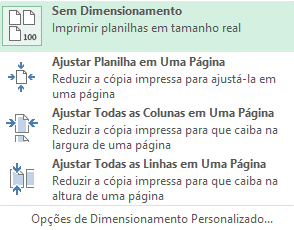 Sem Dimensionamento
100
Imprimir planilhas em tamanho real
Ajustar Planilha em Uma Página
Reduzir a cópia impressa para ajustá-la em
uma página
Ajustar Todas as Colunas em Uma Página
Reduzir a cópia impressa para que caiba na
largura de uma página
Ajustar Todas as Linhas em Uma Página
Reduzir a cópia impressa para que caiba na
altura de uma página
Opções de Dimensionamento Personalizado...